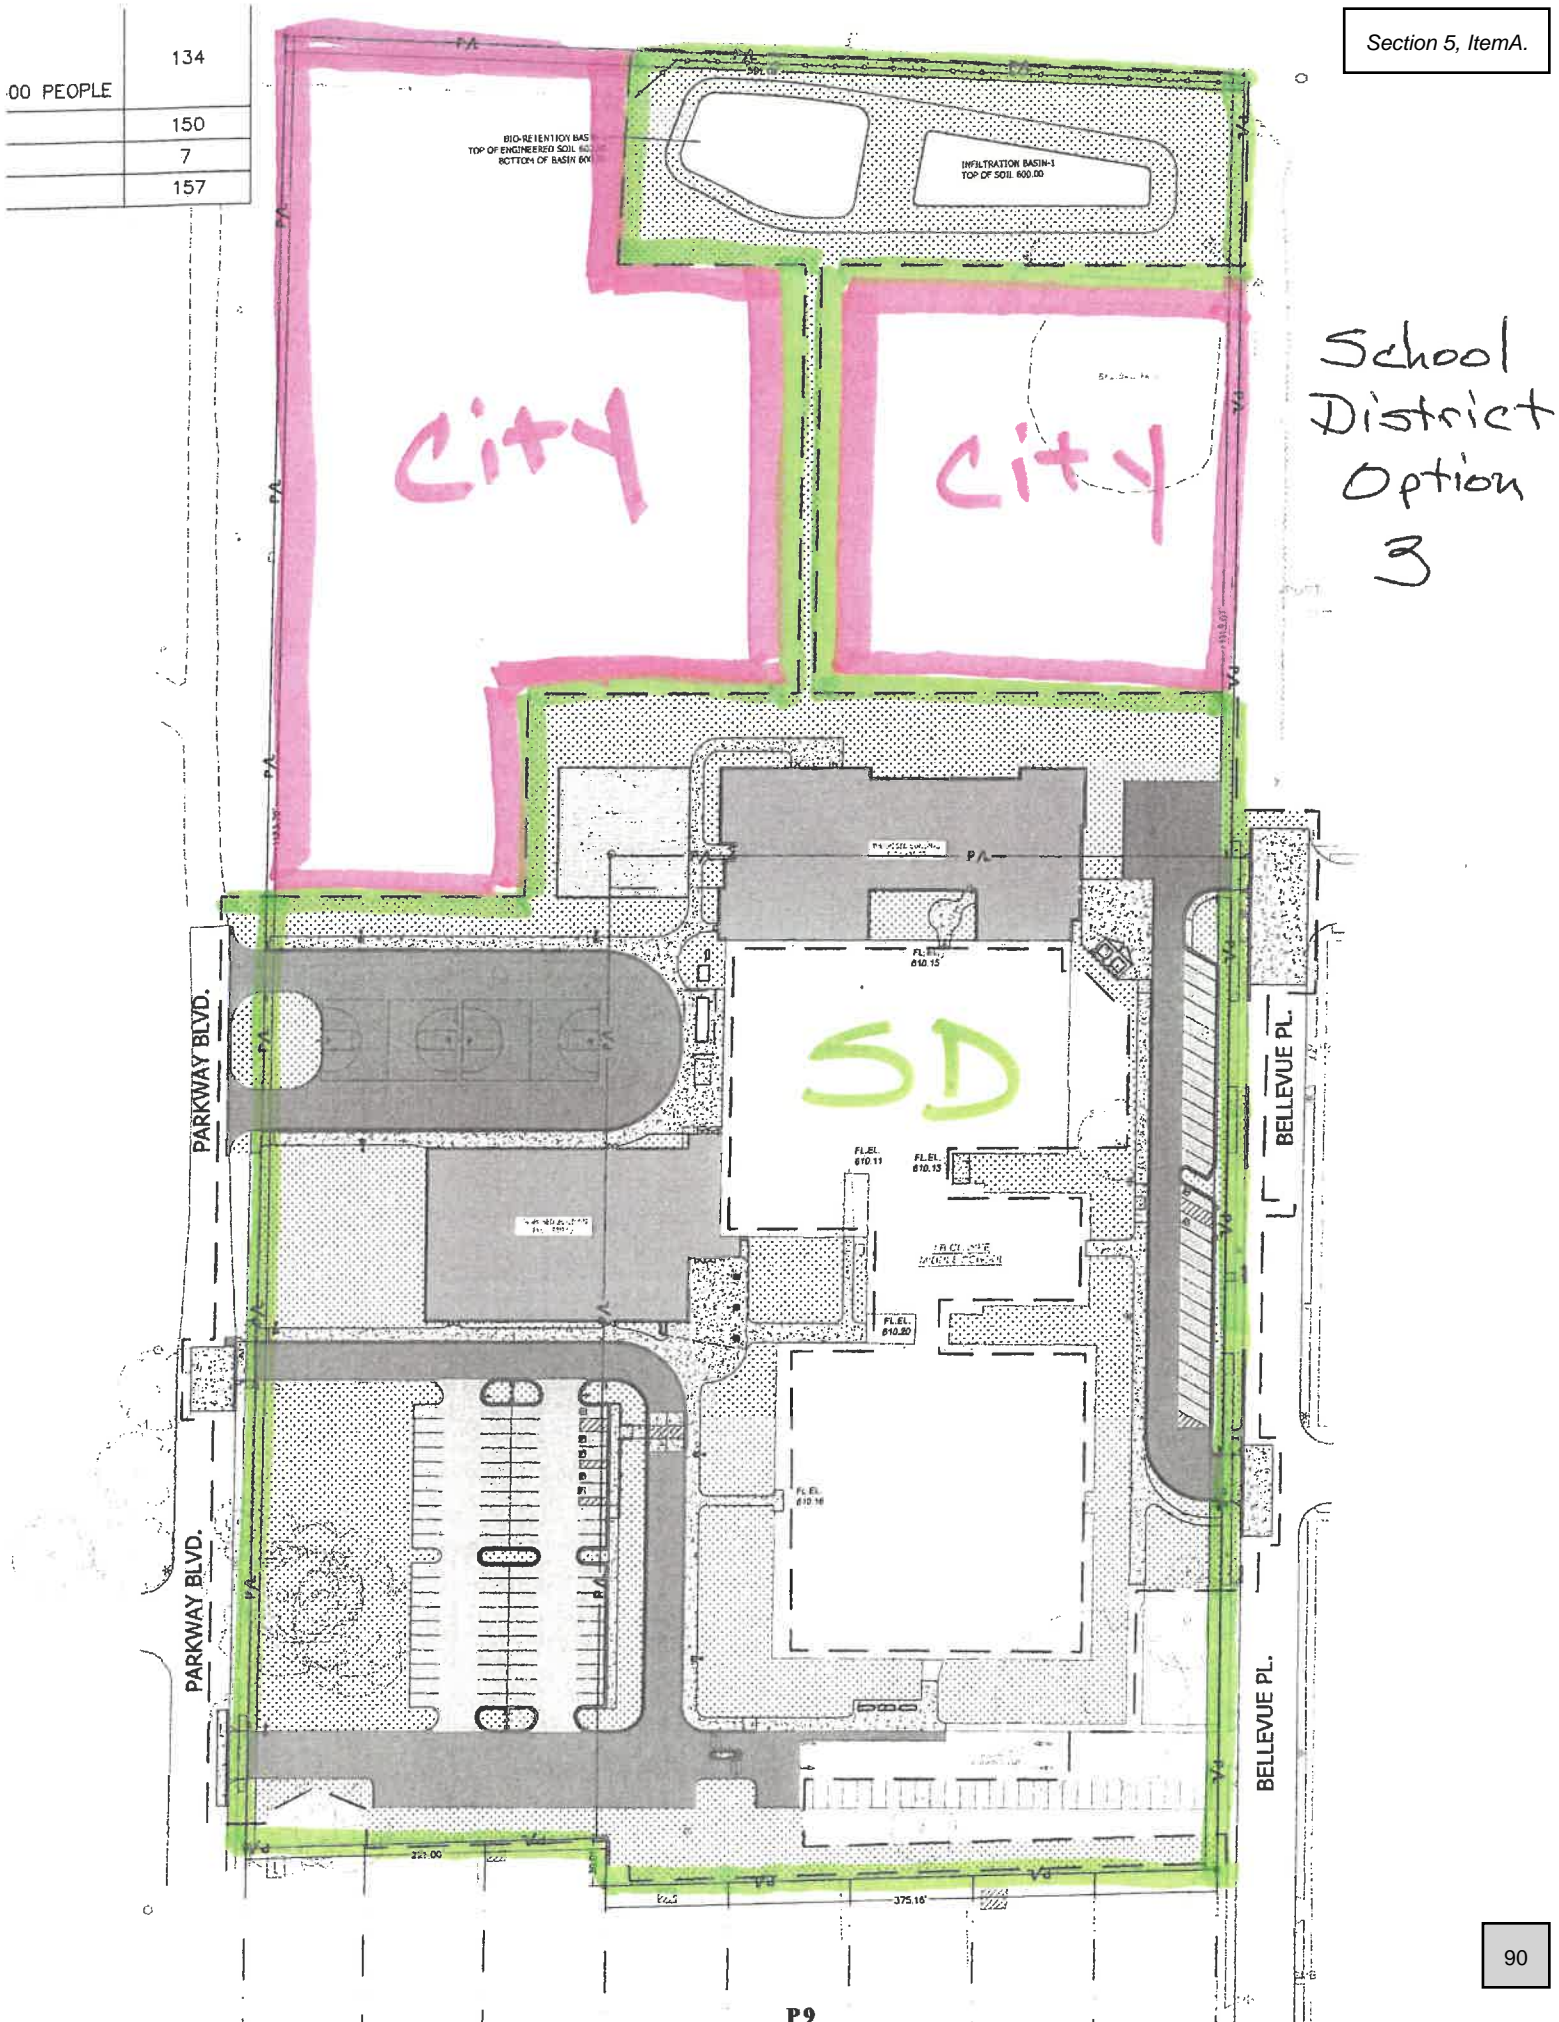 Section 5, ItemA.
134
00 PEOPLE
150
7
157
P/L
P/L
P/L
BIO-RETENTION BAS
TOP OF ENGINEERED SOIL 60
BOTTOM OF BASIN 60
INFILTRATION BASIN-1
TOP OF SOIL 600.00
P/L
P/L
School
District
Option
3
City
City
P/L
P/L
P/L
P/L
P/L
P/L
FL.EL.
610.15
SD
PARKWAY BLVD.
BELLEVUE PL.
P/L
P/L
P/L
FL.EL.
610.11
FL.EL.
610.13
P/L
P/L
FL.EL.
610.20
FL.EL.
610.16
PARKWAY BLVD.
P/L
P/L
BELLEVUE PL.
P/L
P/L
221.00
P/L
P/L
375.16'
90
P9